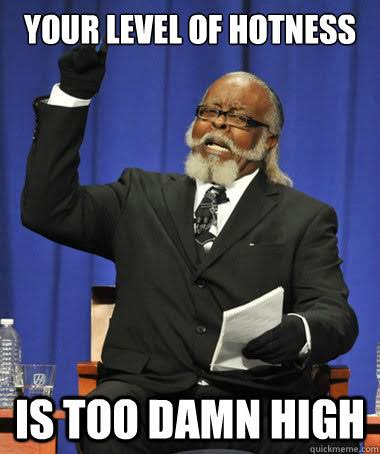 YOUR LEVEL OF HOTNESS
IS TOO DAMN HIGH
quickmeme.com